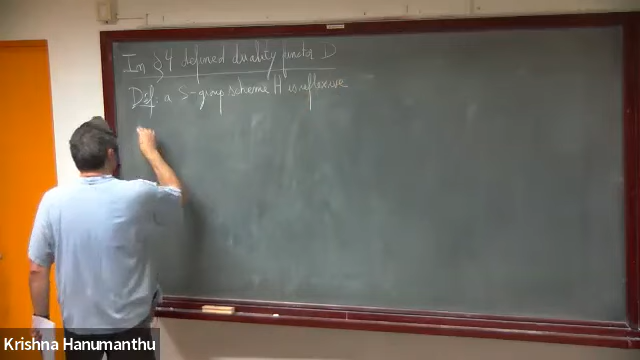 In §4 defined duality functor D
Def: a S-group scheme H is reflexive
Krishna Hanumanthu